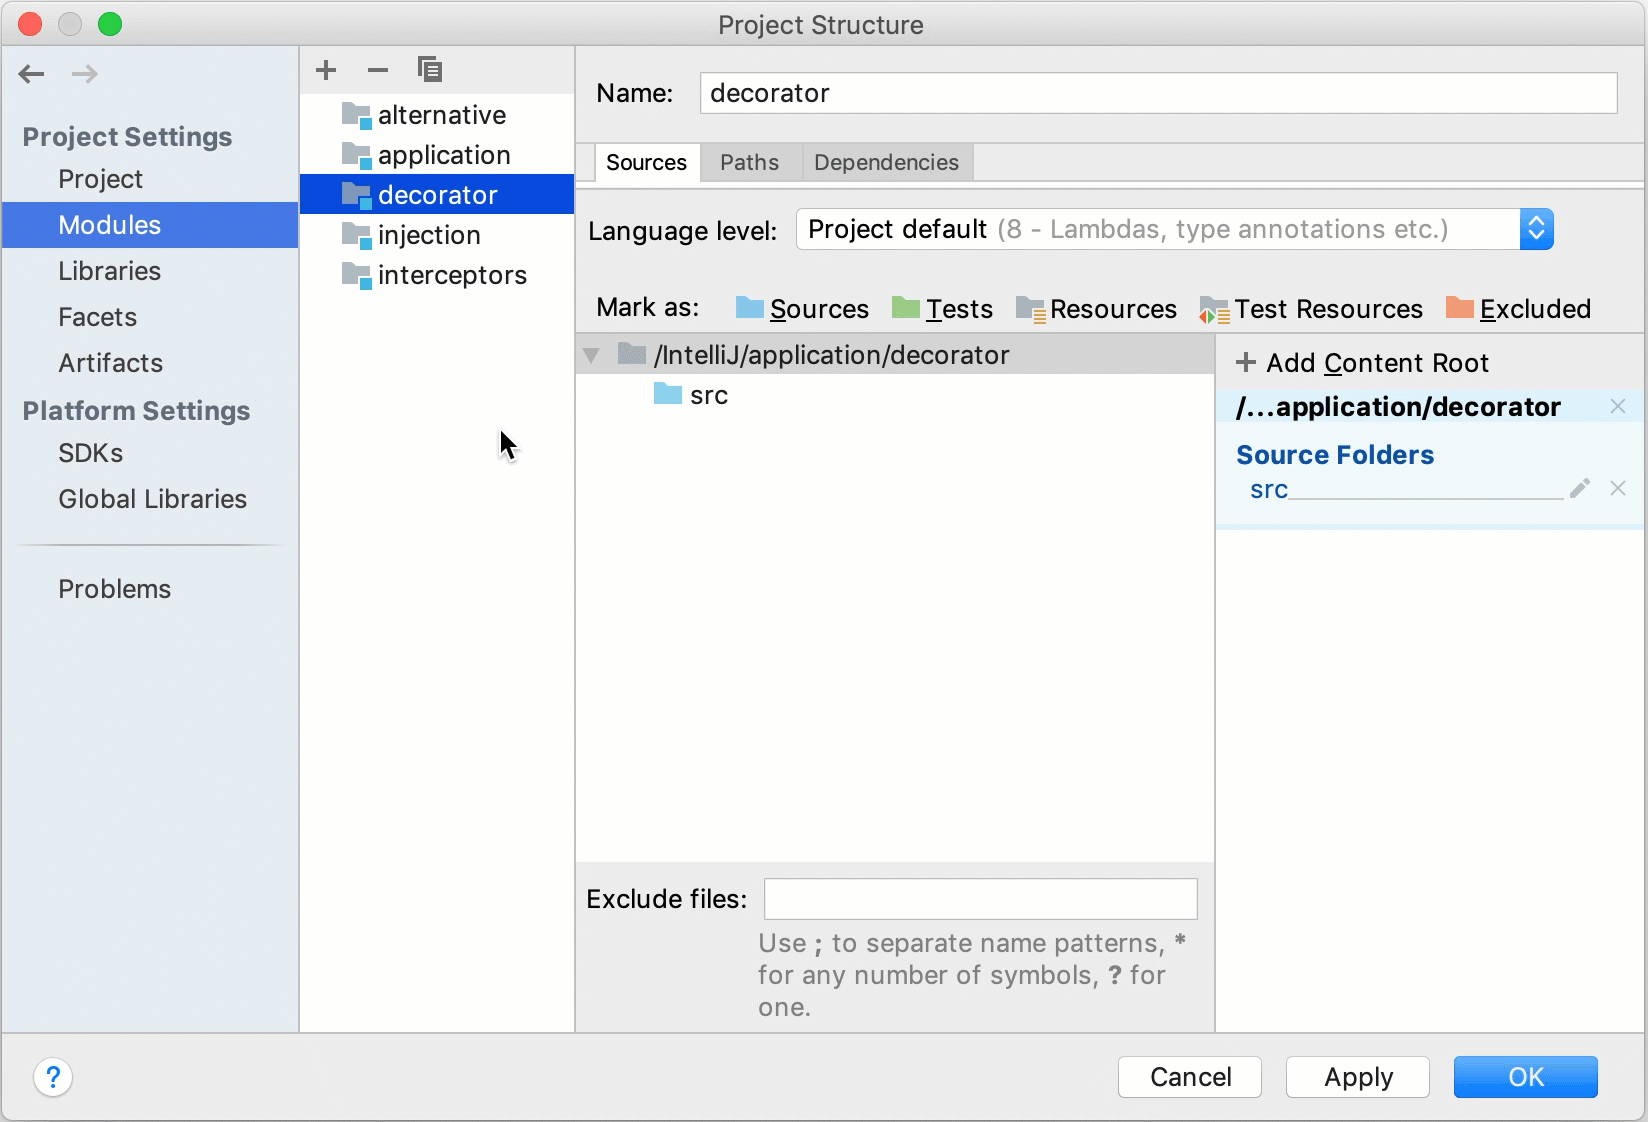 Project Structure
Project Settings
Project
Modules
Libraries
Facets
Artifacts
Platform Settings
SDKs
Global Libraries
Problems
alternative
application
decorator
injection
interceptors
Name: decorator
Sources Paths Dependencies
Language level: Project default (8 - Lambdas, type annotations etc.)
Mark as: Sources Tests Resources Test Resources Excluded
/IntelliJ/application/decorator
src
+ Add Content Root
/...application/decorator
Source Folders
src
Exclude files:
Use ; to separate name patterns, *
for any number of symbols, ? for
one.
? Cancel Apply OK